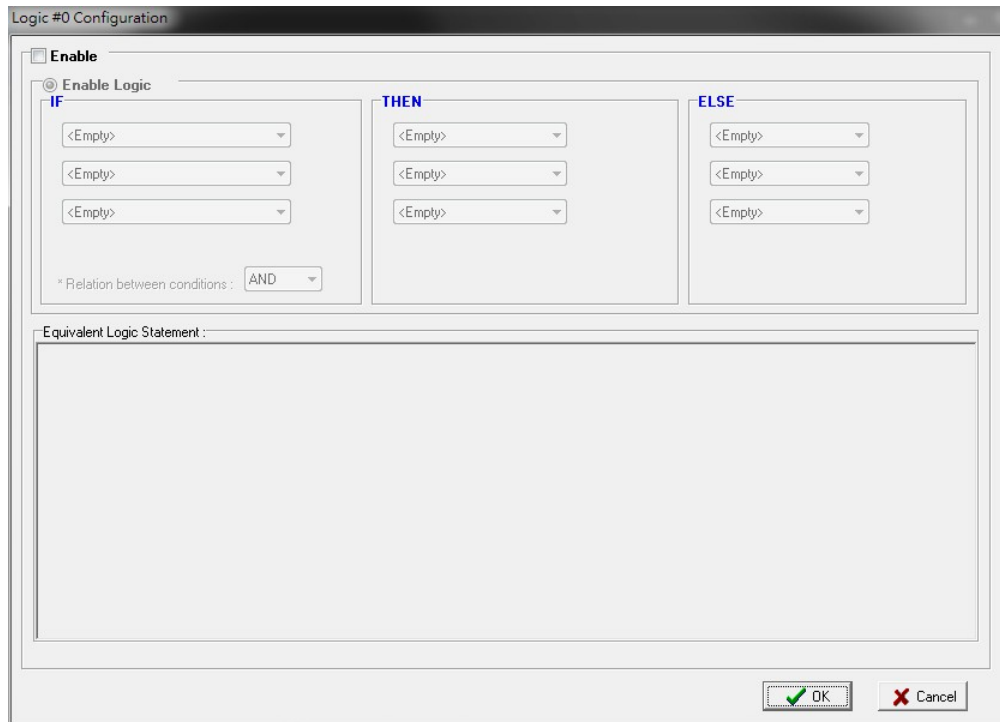 Logic #0 Configuration
Enable
Enable Logic
IF
THEN
ELSE
<Empty>
<Empty>
<Empty>
<Empty>
<Empty>
<Empty>
<Empty>
<Empty>
<Empty>
* Relation between conditions : AND
Equivalent Logic Statement :
OK
Cancel